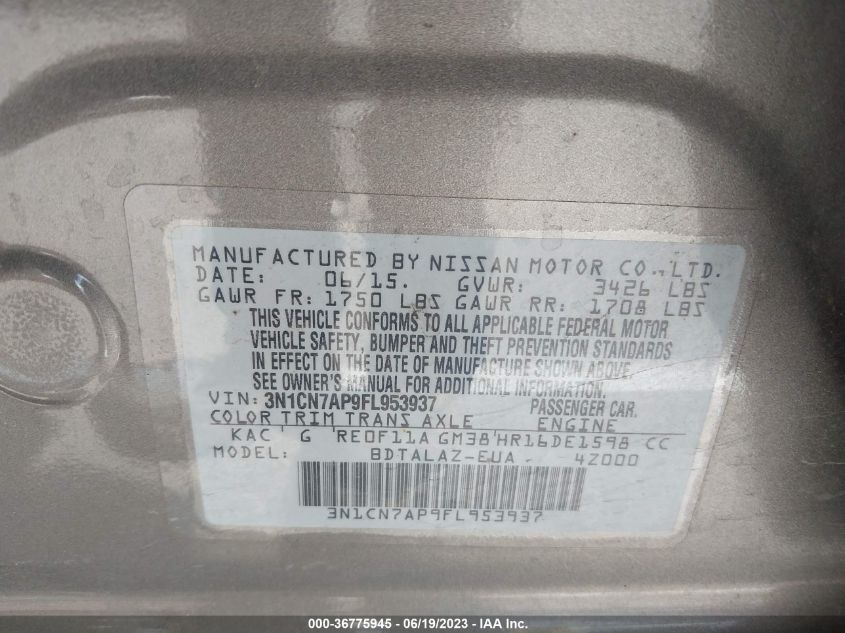 MANUFACTURED BY NISSAN MOTOR CO., LTD.
DATE: 06/15. GVWR: 3426 LBS
GAWR FR: 1750 LBS GAWR RR: 1708 LBS
THIS VEHICLE CONFORMS TO ALL APPLICABLE FEDERAL MOTOR
VEHICLE SAFETY, BUMPER AND THEFT PREVENTION STANDARDS
IN EFFECT ON THE DATE OF MANUFACTURE SHOWN ABOVE.
SEE OWNER'S MANUAL FOR ADDITIONAL INFORMATION.
VIN: 3N1CN7AP9FL953937 PASSENGER CAR.
COLOR TRIM TRANS AXLE ENGINE
KAC' G 'RE0F11A GM38'HR16DE1598 CC
MODEL: BDTALAZ-EUA. 4Z000
3N1CN7AP9FL953937
000-36775945 - 06/19/2023 - IAA, Inc.